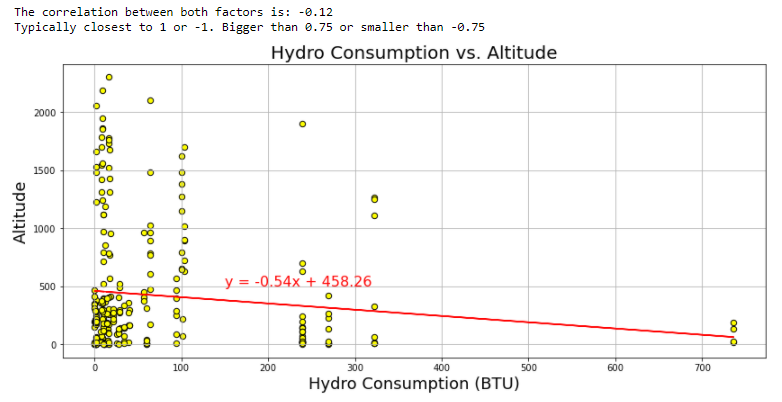 The correlation between both factors is: -0.12
Typically closest to 1 or -1. Bigger than 0.75 or smaller than -0.75
Hydro Consumption vs. Altitude
2000
1500
1000
500
0
Altitude
y = -0.54x + 458.26
0 100 200 300 400 500 600 700
Hydro Consumption (BTU)